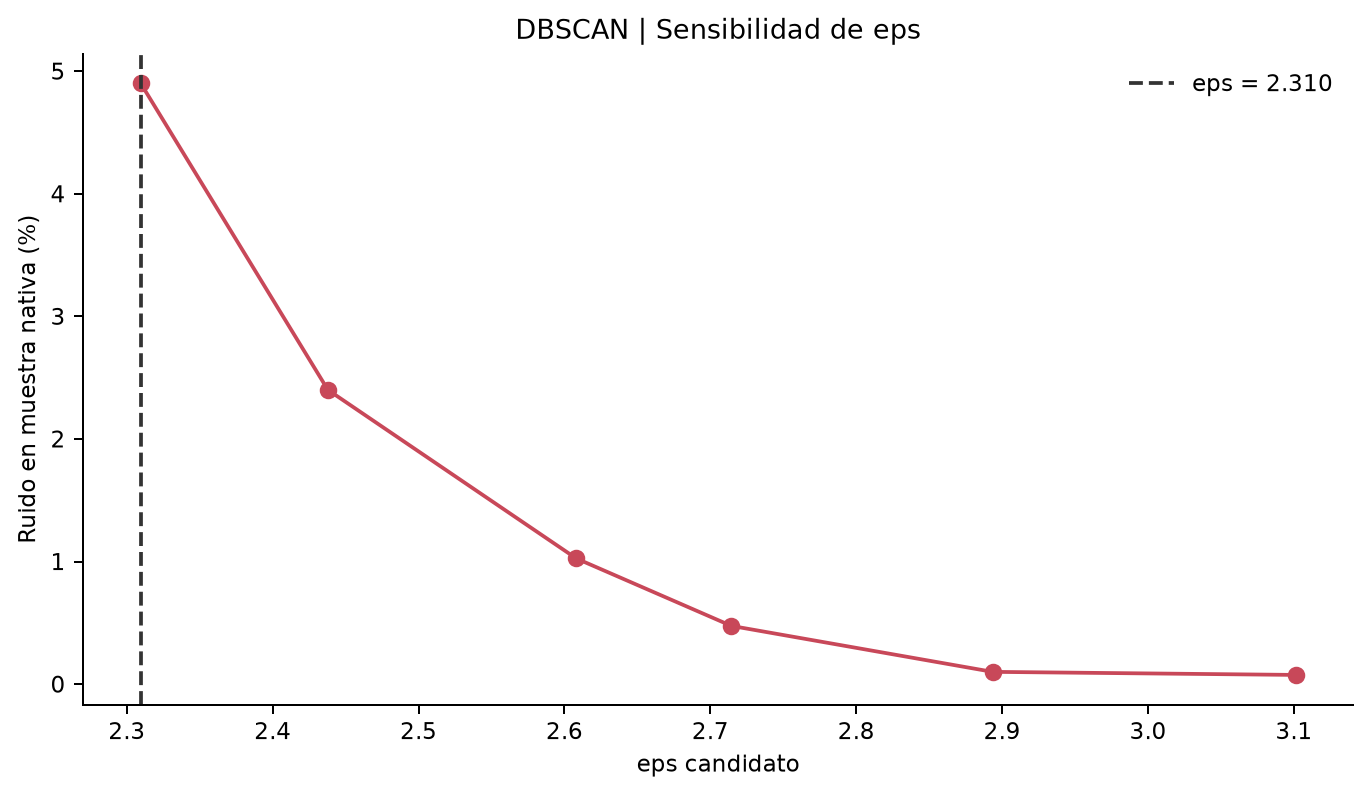 DBSCAN | Sensibilidad de eps
eps = 2.310
Ruido en muestra nativa (%)
5
4
3
2
1
0
2.3 2.4 2.5 2.6 2.7 2.8 2.9 3.0 3.1
eps candidato